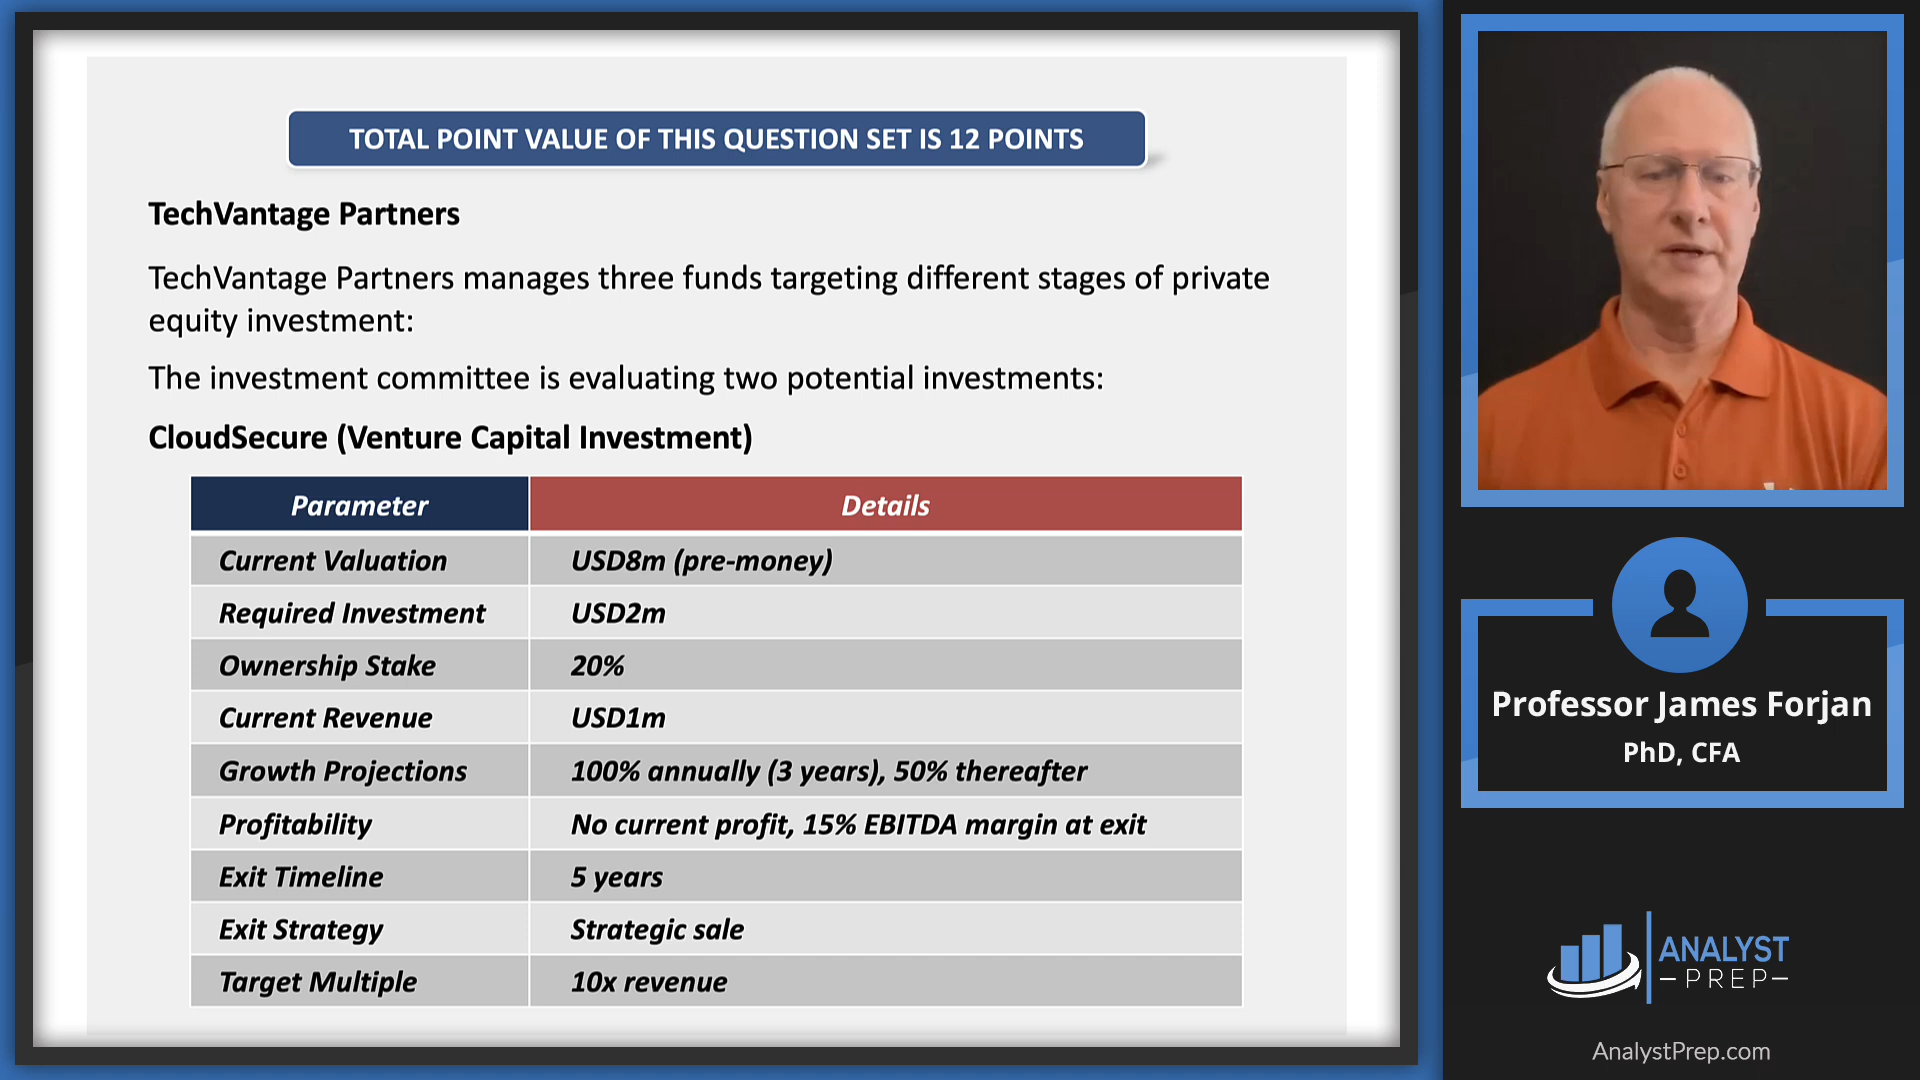 TOTAL POINT VALUE OF THIS QUESTION SET IS 12 POINTS
TechVantage Partners
TechVantage Partners manages three funds targeting different stages of private
equity investment:
The investment committee is evaluating two potential investments:
CloudSecure (Venture Capital Investment)
Parameter Details
Current Valuation USD8m (pre-money)
Required Investment USD2m
Ownership Stake 20%
Current Revenue USD1m
Growth Projections 100% annually (3 years), 50% thereafter
Profitability No current profit, 15% EBITDA margin at exit
Exit Timeline 5 years
Exit Strategy Strategic sale
Target Multiple 10x revenue
Professor James Forjan
PhD, CFA
ANALYST
PREP
AnalystPrep.com